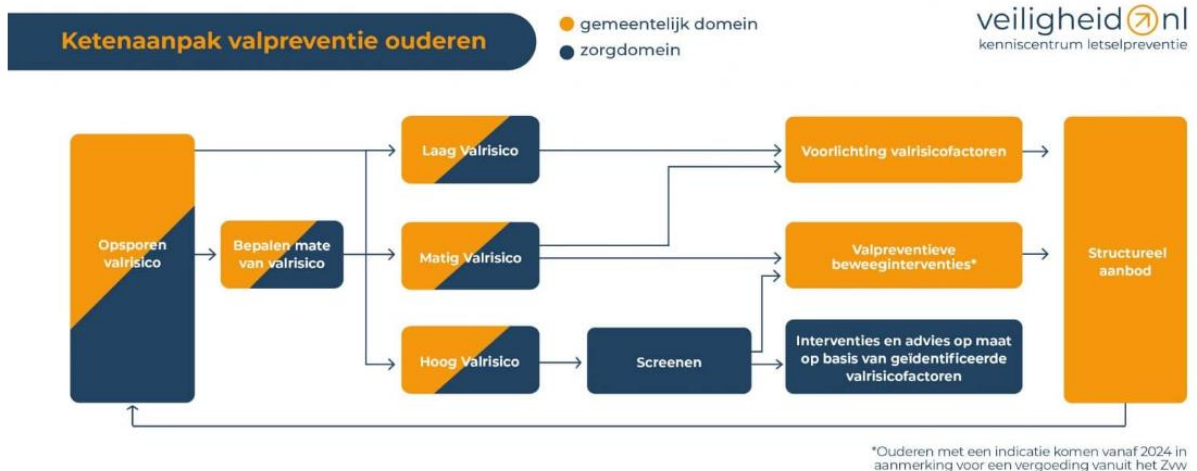 Ketenaanpak valpreventie ouderen
gemeentelijk domein
zorgdomein
veiligheid nl
kenniscentrum letselpreventie
Opsporen
valrisico
Bepalen mate
van valrisico
Laag Valrisico
Matig Valrisico
Hoog Valrisico
Screenen
Voorlichting valrisicofactoren
Valpreventieve
beweeginterventies*
Interventies en advies op maat
op basis van geïdentificeerde
valrisicofactoren
Structureel
aanbod
*Ouderen met een indicatie komen vanaf 2024 in
aanmerking voor een vergoeding vanuit het Zvw